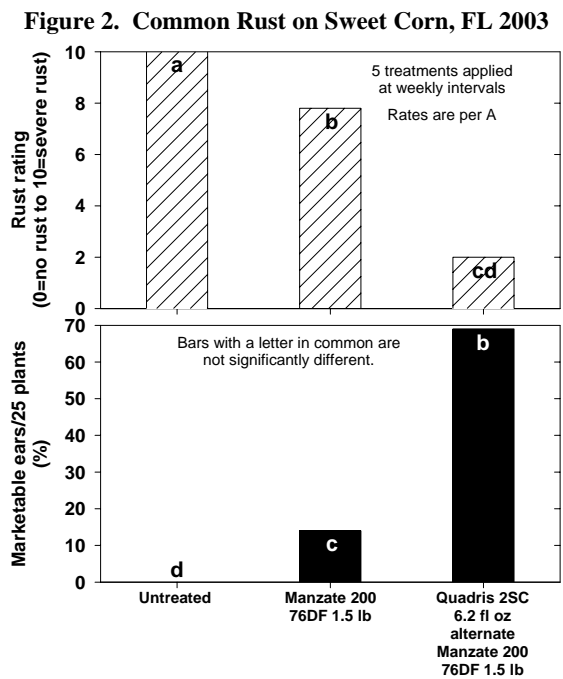 Figure 2. Common Rust on Sweet Corn, FL 2003
Rust rating
(0=no rust to 10=severe rust)
10
8
6
4
2
0
a
b
cd
5 treatments applied
at weekly intervals
Rates are per A
Marketable ears/25 plants
(%)
70
60
50
40
30
20
10
0
Bars with a letter in common are
not significantly different.
d
c
b
Untreated
Manzate 200
76DF 1.5 lb
Quadris 2SC
6.2 fl oz
alternate
Manzate 200
76DF 1.5 lb